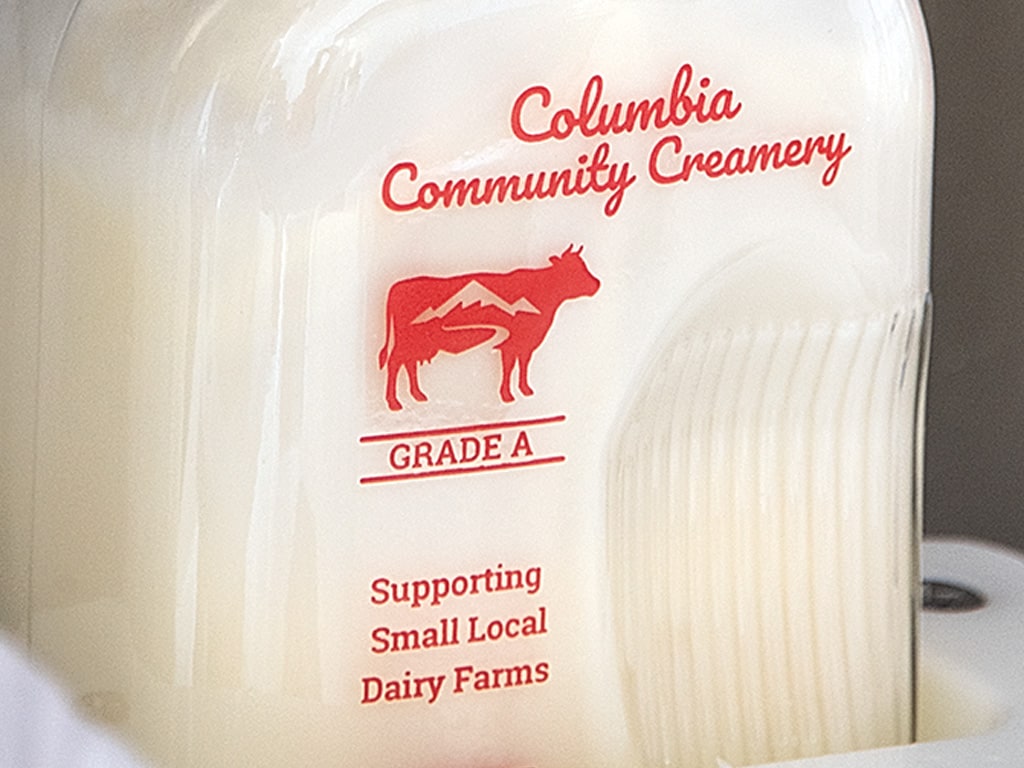 Columbia
Community Creamery
GRADE A
Supporting
Small Local
Dairy Farms